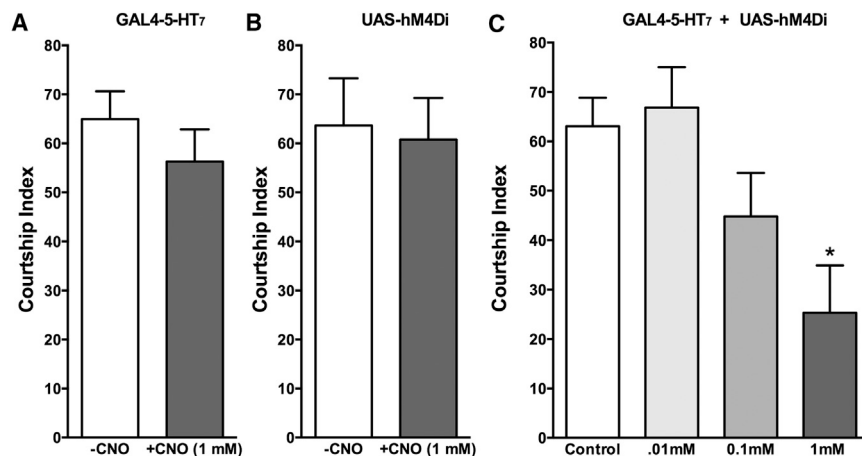 A
GAL4-5-HT₇
Courtship Index
80
70
60
50
40
30
20
10
0
-CNO +CNO (1 mM)
B
UAS-hM4Di
Courtship Index
80
70
60
50
40
30
20
10
0
-CNO +CNO (1 mM)
C
GAL4-5-HT₇ + UAS-hM4Di
Courtship Index
80
70
60
50
40
30
20
10
0
*
Control .01mM 0.1mM 1mM